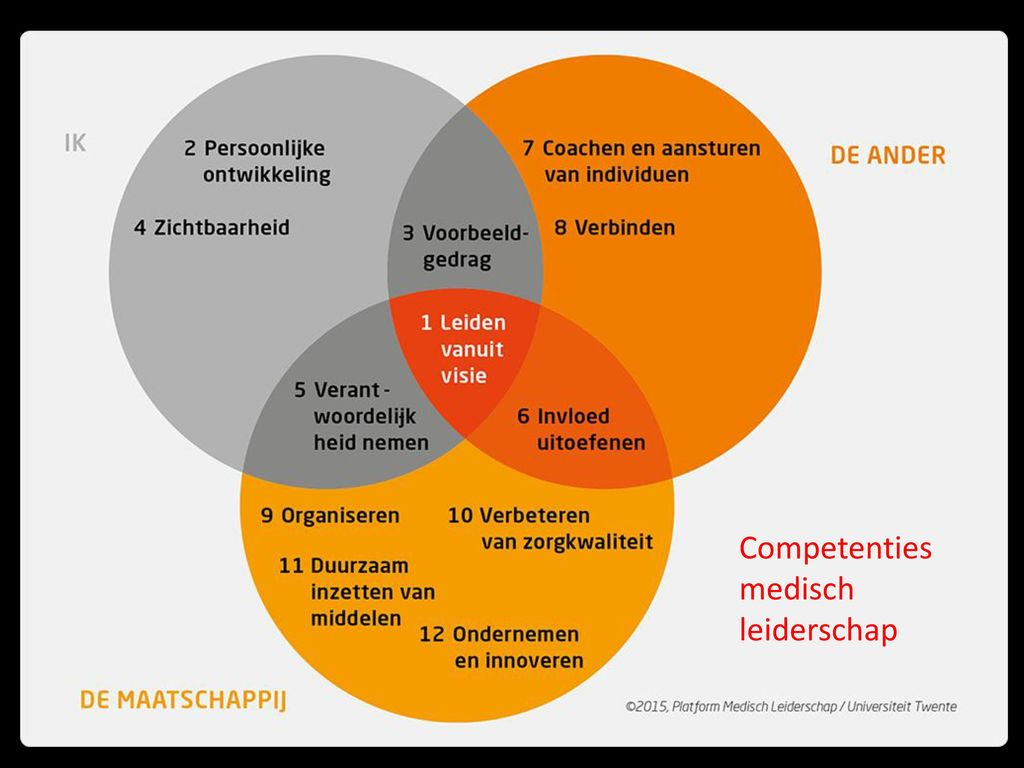 IK
2 Persoonlijke
ontwikkeling
4 Zichtbaarheid
3 Voorbeeld-
gedrag
7 Coachen en aansturen
van individuen
8 Verbinden
DE ANDER
1 Leiden
vanuit
visie
5 Verant-
woordelijk
heid nemen
6 Invloed
uitoefenen
9 Organiseren
10 Verbeteren
van zorgkwaliteit
11 Duurzaam
inzetten van
middelen
12 Ondernemen
en innoveren
DE MAATSCHAPPIJ
Competenties
medisch
leiderschap
©2015, Platform Medisch Leiderschap / Universiteit Twente